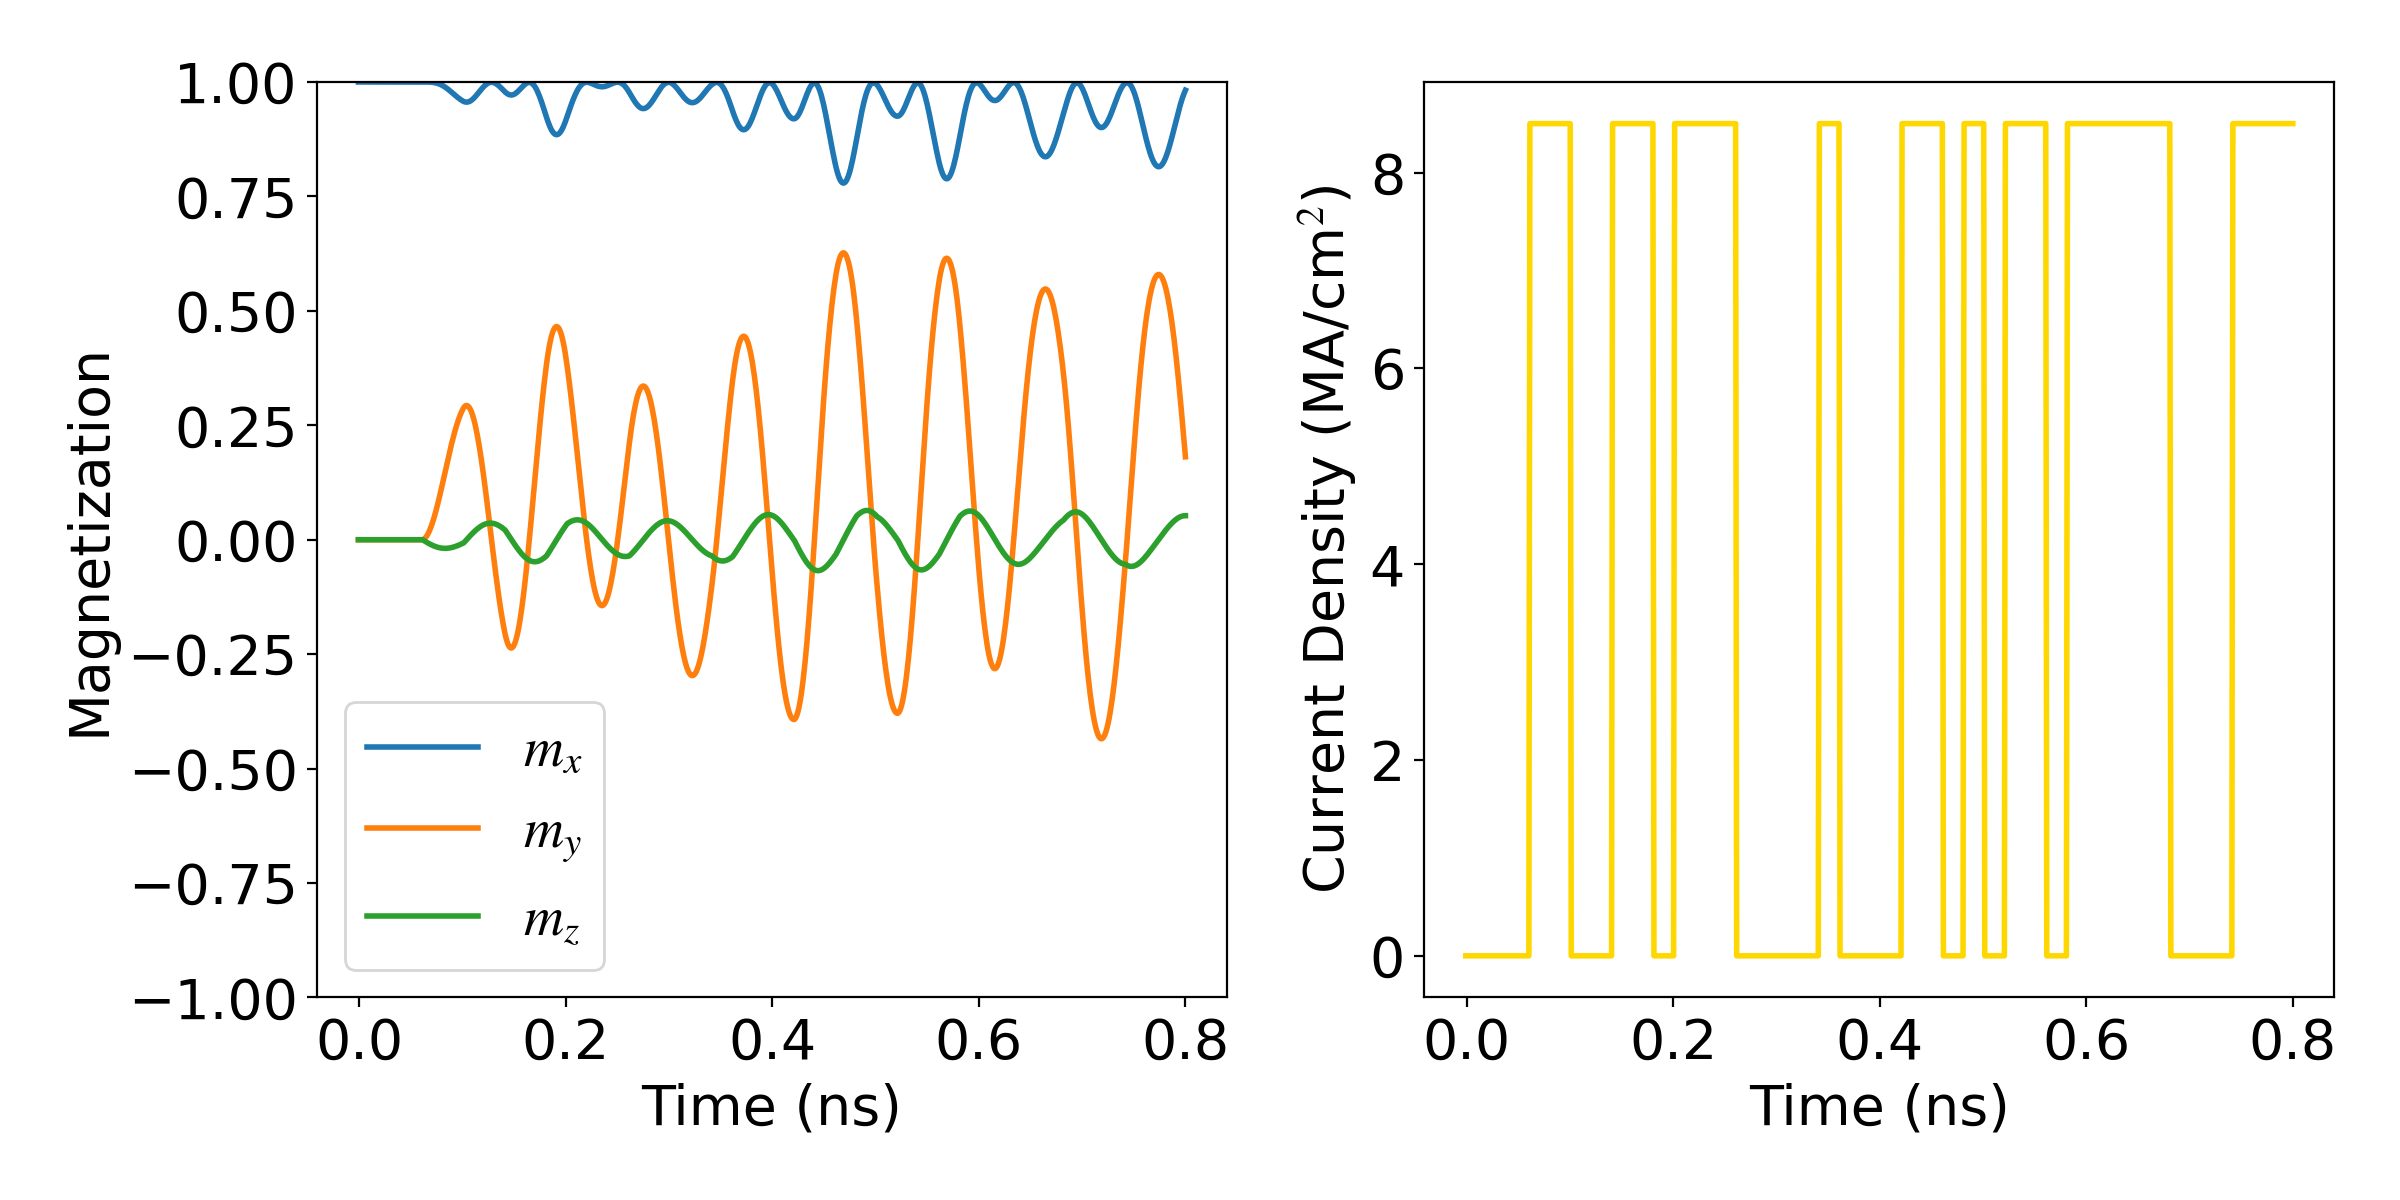 Magnetization
1.00
0.75
0.50
0.25
0.00
−0.25
−0.50
−0.75
−1.00
m_x
m_y
m_z
0.0 0.2 0.4 0.6 0.8
Time (ns)
Current Density (MA/cm²)
8
6
4
2
0
0.0 0.2 0.4 0.6 0.8
Time (ns)